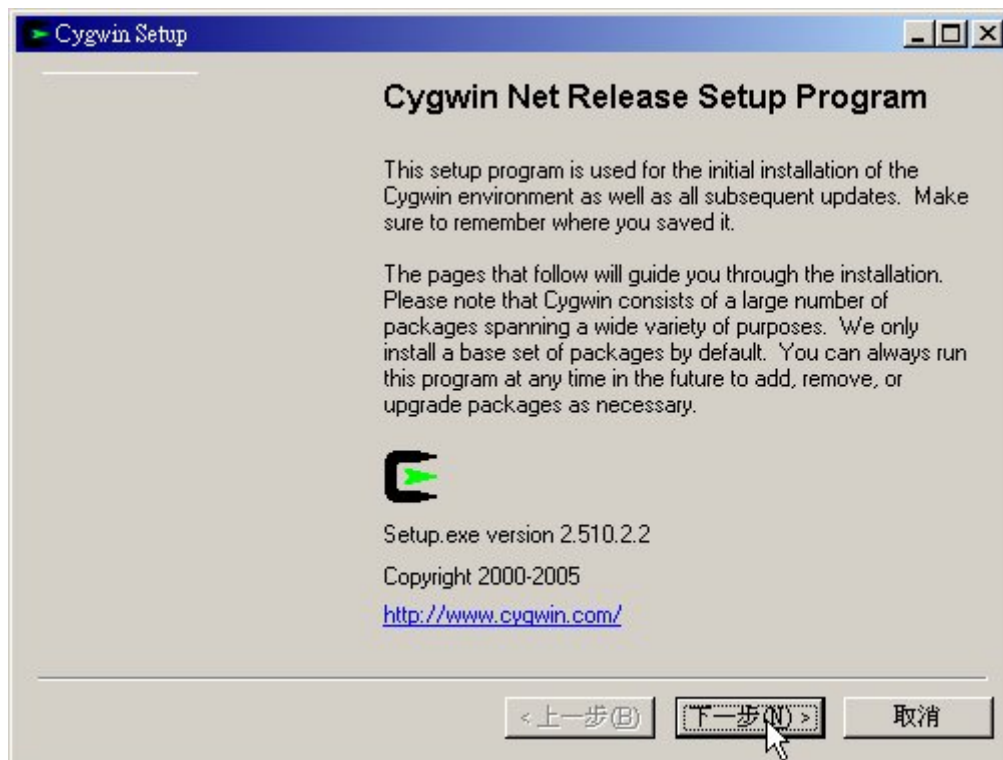 Cygwin Setup
Cygwin Net Release Setup Program
This setup program is used for the initial installation of the
Cygwin environment as well as all subsequent updates.  Make
sure to remember where you saved it.
The pages that follow will guide you through the installation.
Please note that Cygwin consists of a large number of
packages spanning a wide variety of purposes.  We only
install a base set of packages by default.  You can always run
this program at any time in the future to add, remove, or
upgrade packages as necessary.
Setup.exe version 2.510.2.2
Copyright 2000-2005
http://www.cygwin.com/
< 上一步(B) 下一步(N) > 取消